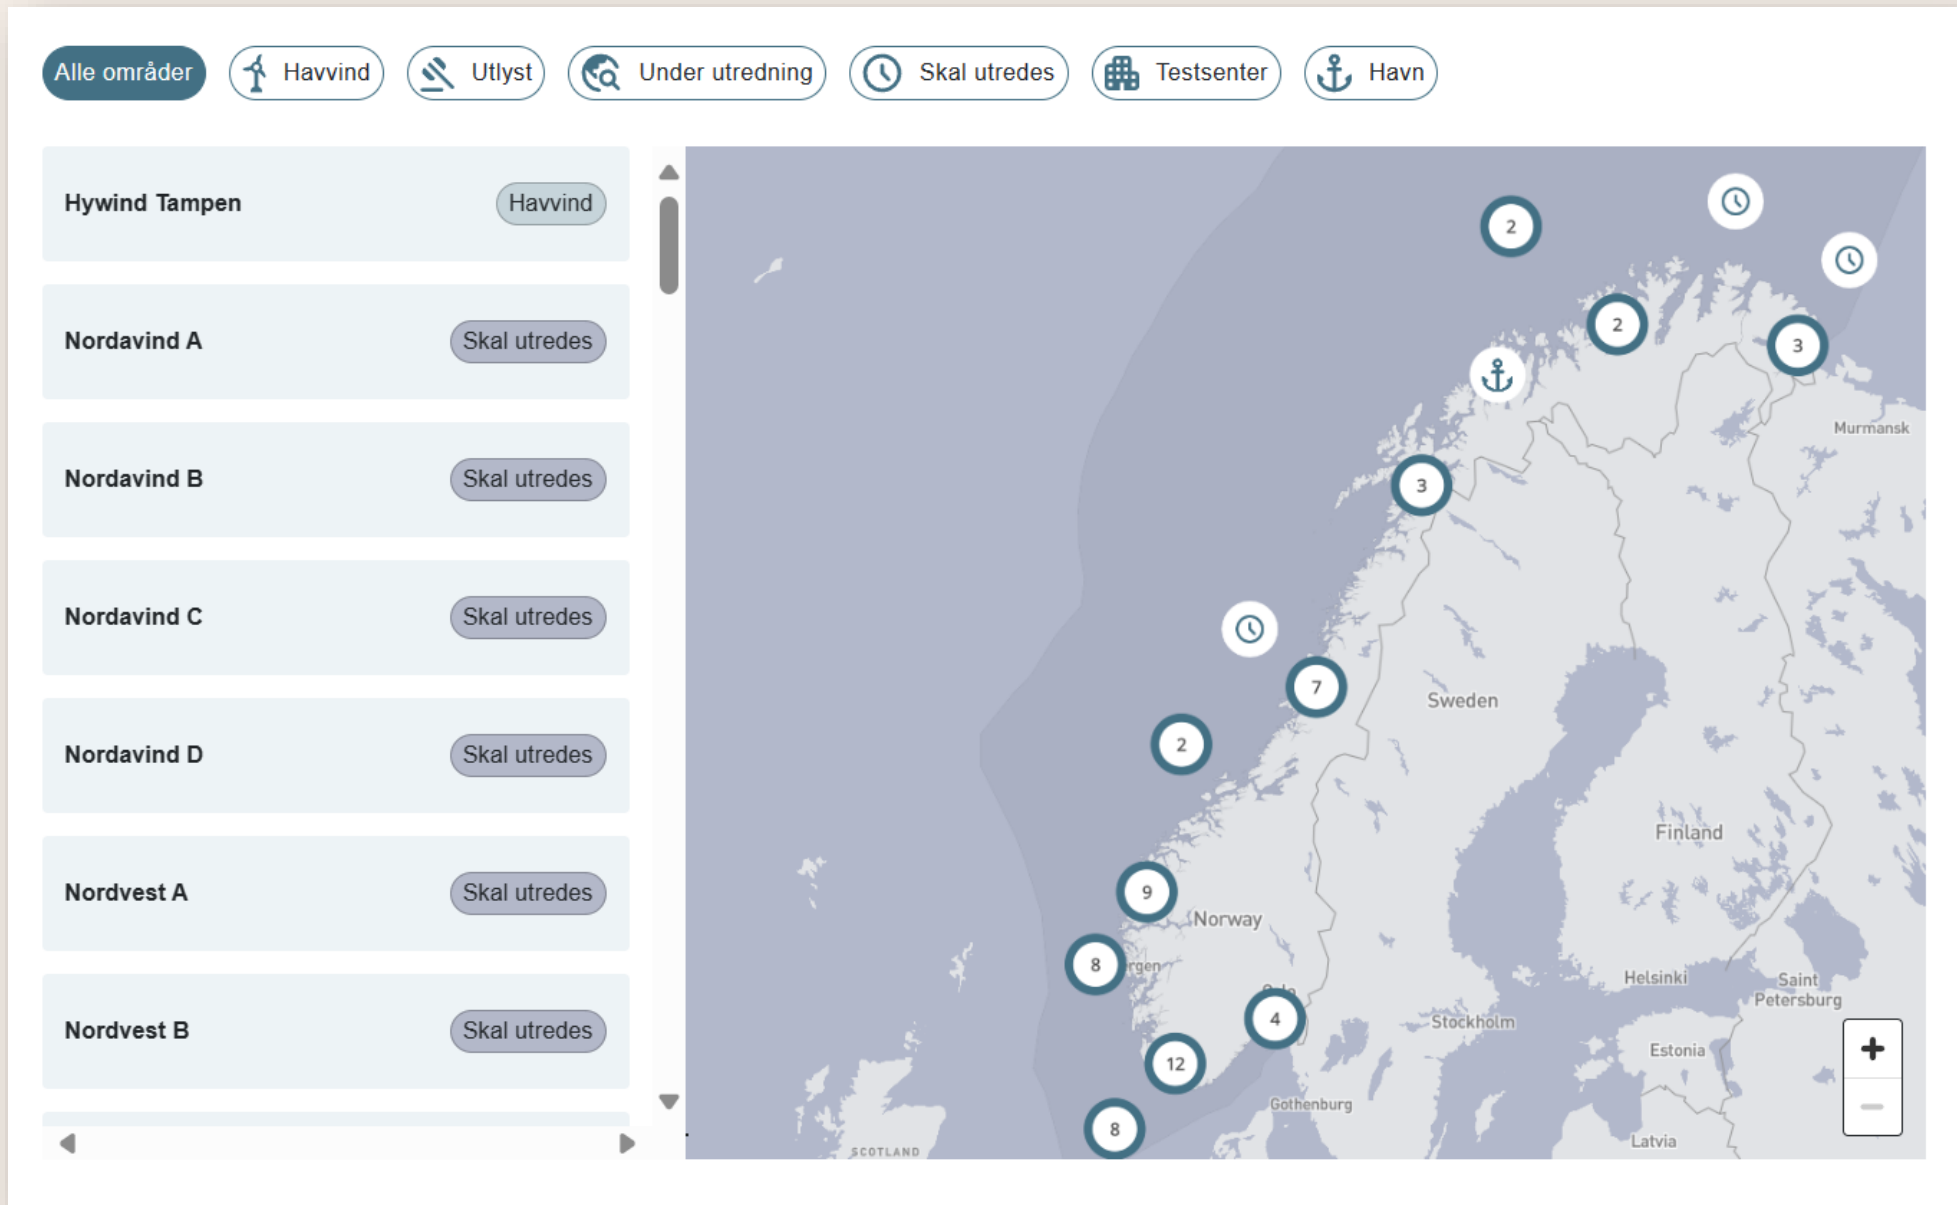 Alle områder
Havvind
Utlyst
Under utredning
Skal utredes
Testsenter
Havn
Hywind Tampen
Havvind
Nordavind A
Skal utredes
Nordavind B
Skal utredes
Nordavind C
Skal utredes
Nordavind D
Skal utredes
Nordvest A
Skal utredes
Nordvest B
Skal utredes
2
2
3
Murmansk
3
7
Sweden
2
Finland
9
Norway
8
rgen
Helsinki
Saint
Petersburg
4
Stockholm
12
Estonia
Gothenburg
8
Latvia
SCOTLAND
+
−